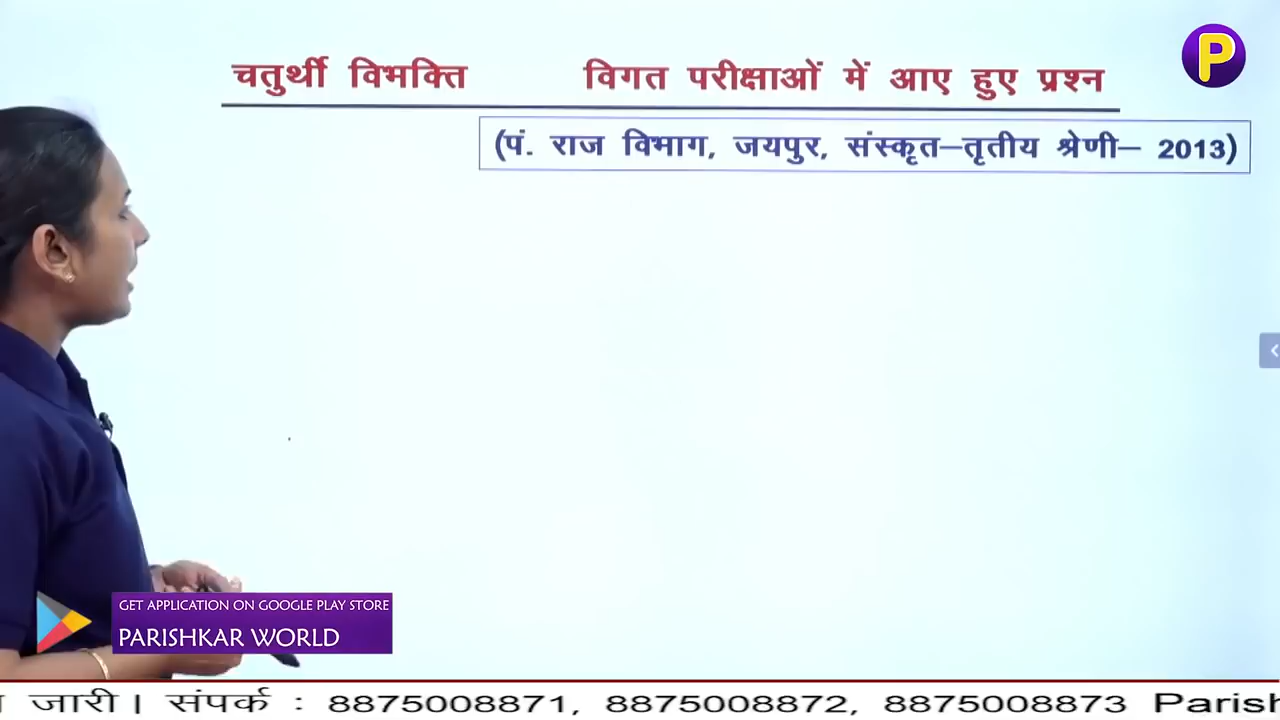 चतुर्थी विभक्ति विगत परीक्षाओं में आए हुए प्रश्न
(पं. राज विभाग, जयपुर, संस्कृत–तृतीय श्रेणी– 2013)
P
GET APPLICATION ON GOOGLE PLAY STORE
PARISHKAR WORLD
जारी। संपर्क : 8875008871, 8875008872, 8875008873